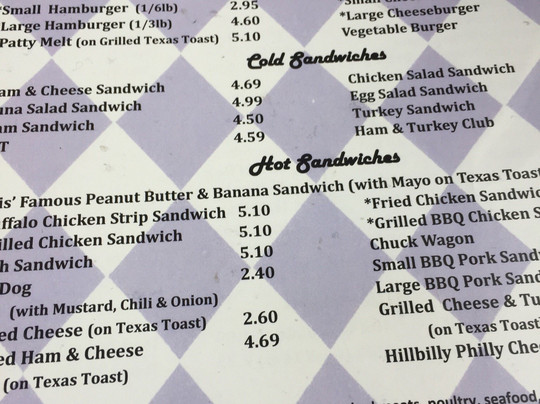 *Small Hamburger (1/6lb) 2.95
Large Hamburger (1/3lb) 4.60 *Large Cheeseburger
Patty Melt (on Grilled Texas Toast) 5.10 Vegetable Burger
Cold Sandwiches
am & Cheese Sandwich 4.69 Chicken Salad Sandwich
una Salad Sandwich 4.99 Egg Salad Sandwich
am Sandwich 4.50 Turkey Sandwich
T 4.59 Ham & Turkey Club
Hot Sandwiches
is' Famous Peanut Butter & Banana Sandwich (with Mayo on Texas Toast
ffalo Chicken Strip Sandwich 5.10 *Fried Chicken Sandwic
illed Chicken Sandwich 5.10 *Grilled BBQ Chicken S
h Sandwich 5.10 Chuck Wagon
Dog 2.40 Small BBQ Pork Sand
(with Mustard, Chili & Onion) Large BBQ Pork Sand
ed Cheese (on Texas Toast) 2.60 Grilled Cheese & Tu
ed Ham & Cheese 4.69 (on Texas Toast
(on Texas Toast) Hillbilly Philly Chee
poultry, seafood,